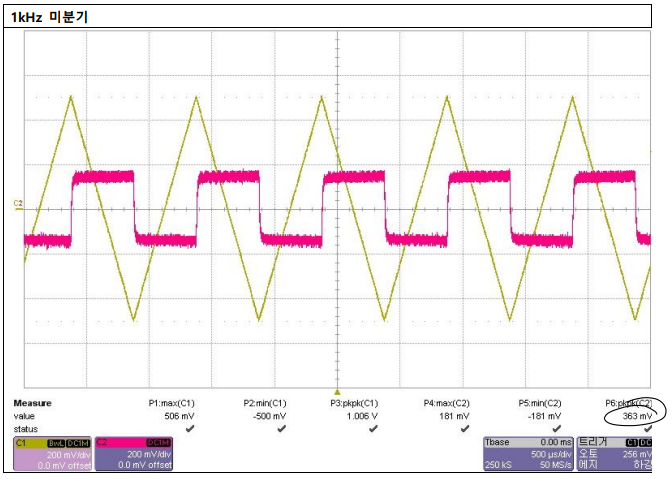 1kHz 미분기
C2
Measure P1:max(C1) P2:min(C1) P3:pkpk(C1) P4:max(C2) P5:min(C2) P6:pkpk(C2)
value 506 mV -500 mV 1.006 V 181 mV -181 mV 363 mV
status ✔ ✔ ✔ ✔ ✔ ✔
C1 BwL DC1M C2 DC1M Tbase 0.00 ms 트리거 C1 DC
200 mV/div 200 mV/div 500 µs/div 오토 256 mV
0.0 mV offset 0.0 mV offset 250 kS 50 MS/s 에지 하강